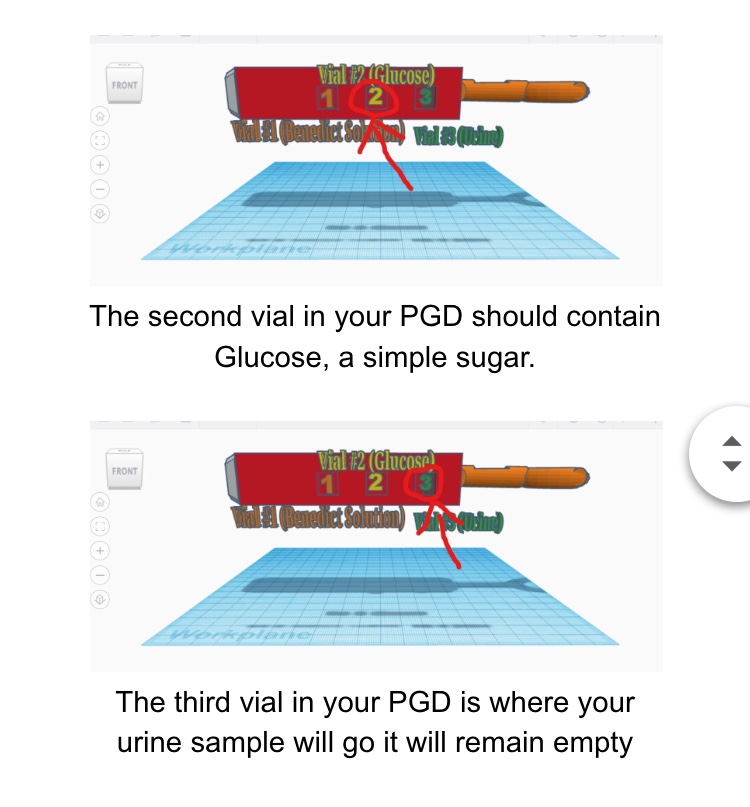 FRONT
Vial #2 (Glucose)
1 2 3
Vial #1 (Benedict Solution) Vial #3 (Urine)
Workplane
The second vial in your PGD should contain
Glucose, a simple sugar.
FRONT
Vial #2 (Glucose)
1 2 3
Vial #1 (Benedict Solution) Vial #3 (Urine)
Workplane
The third vial in your PGD is where your
urine sample will go it will remain empty